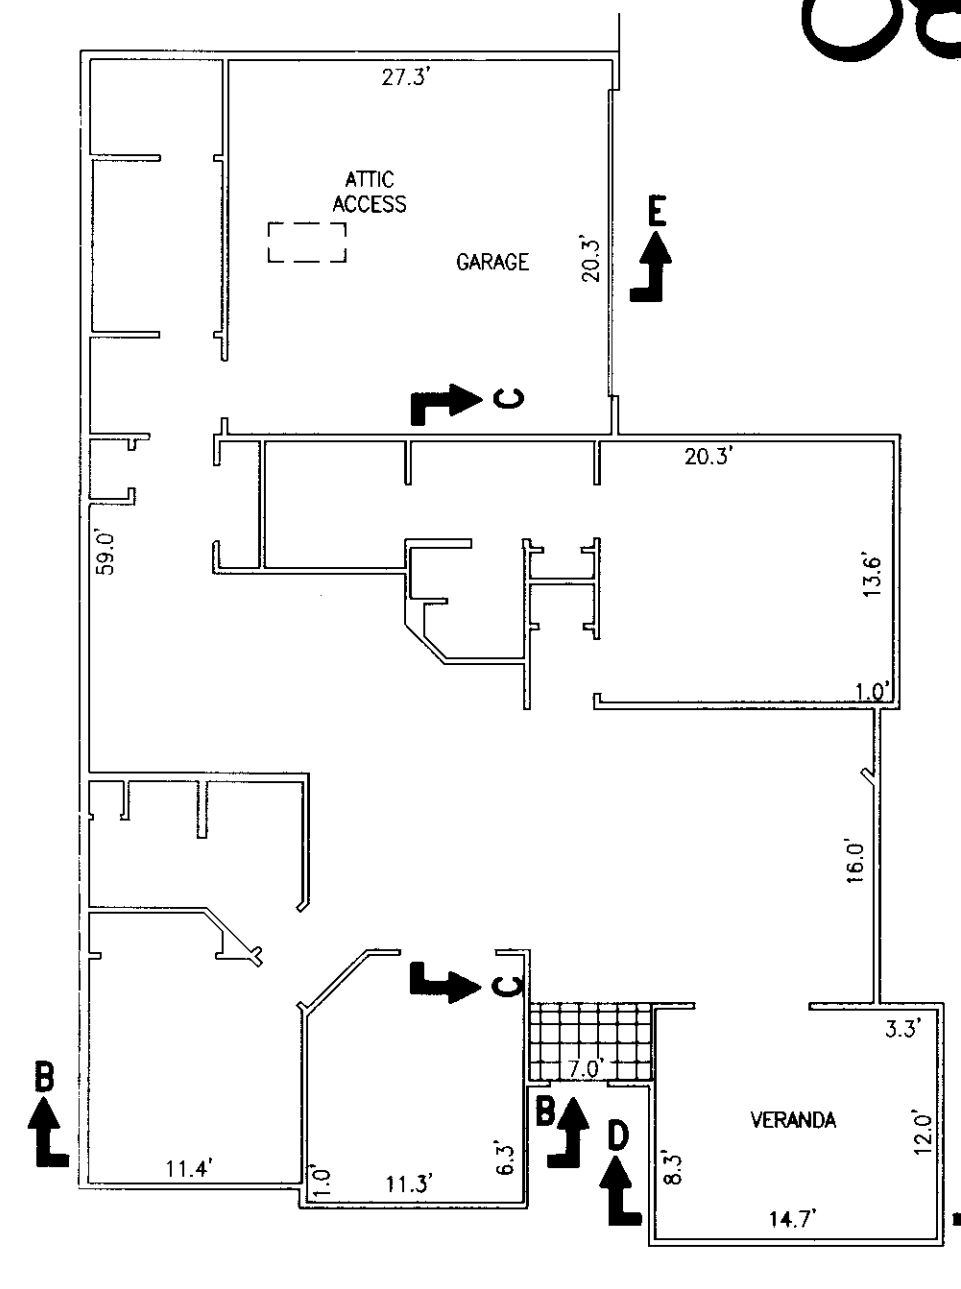 27.3'
ATTIC
ACCESS
E
GARAGE
20.3'
C
20.3'
59.0'
13.6'
1.0'
16.0'
C
3.3'
B
7.0'
B
VERANDA
D
12.0'
6.3'
8.3'
11.4'
1.0'
11.3'
14.7'